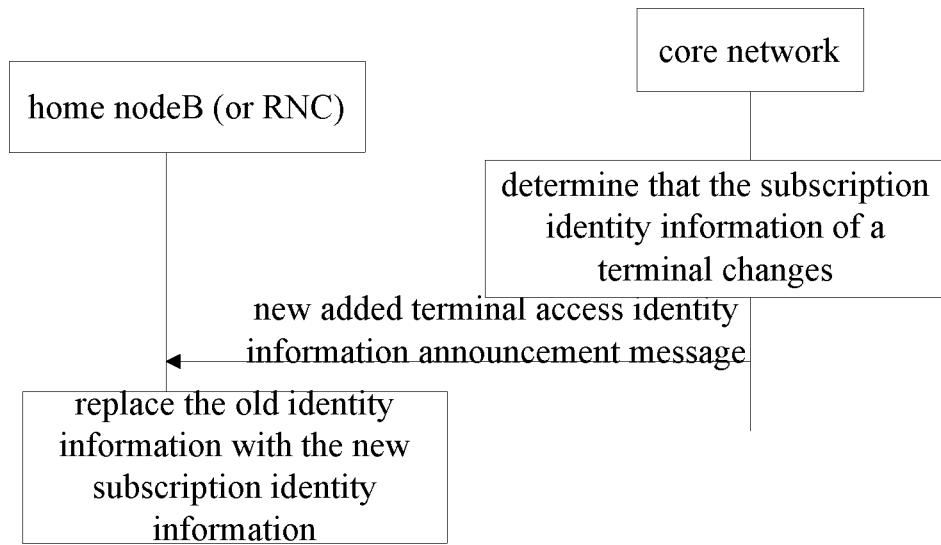 core network
home nodeB (or RNC)
determine that the subscription
identity information of a
terminal changes
new added terminal access identity
information announcement message
replace the old identity
information with the new
subscription identity
information